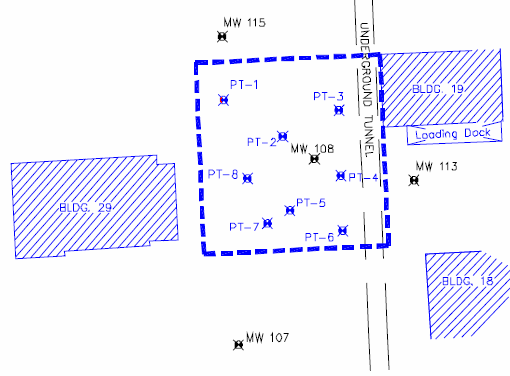 MW 115
UNDERGROUND TUNNEL
PT-1
PT-3
BLDG. 19
PT-2
Loading Dock
MW 108
PT-8
PT-4
MW 113
BLDG. 29
PT-5
PT-7
PT-6
BLDG. 18
MW 107